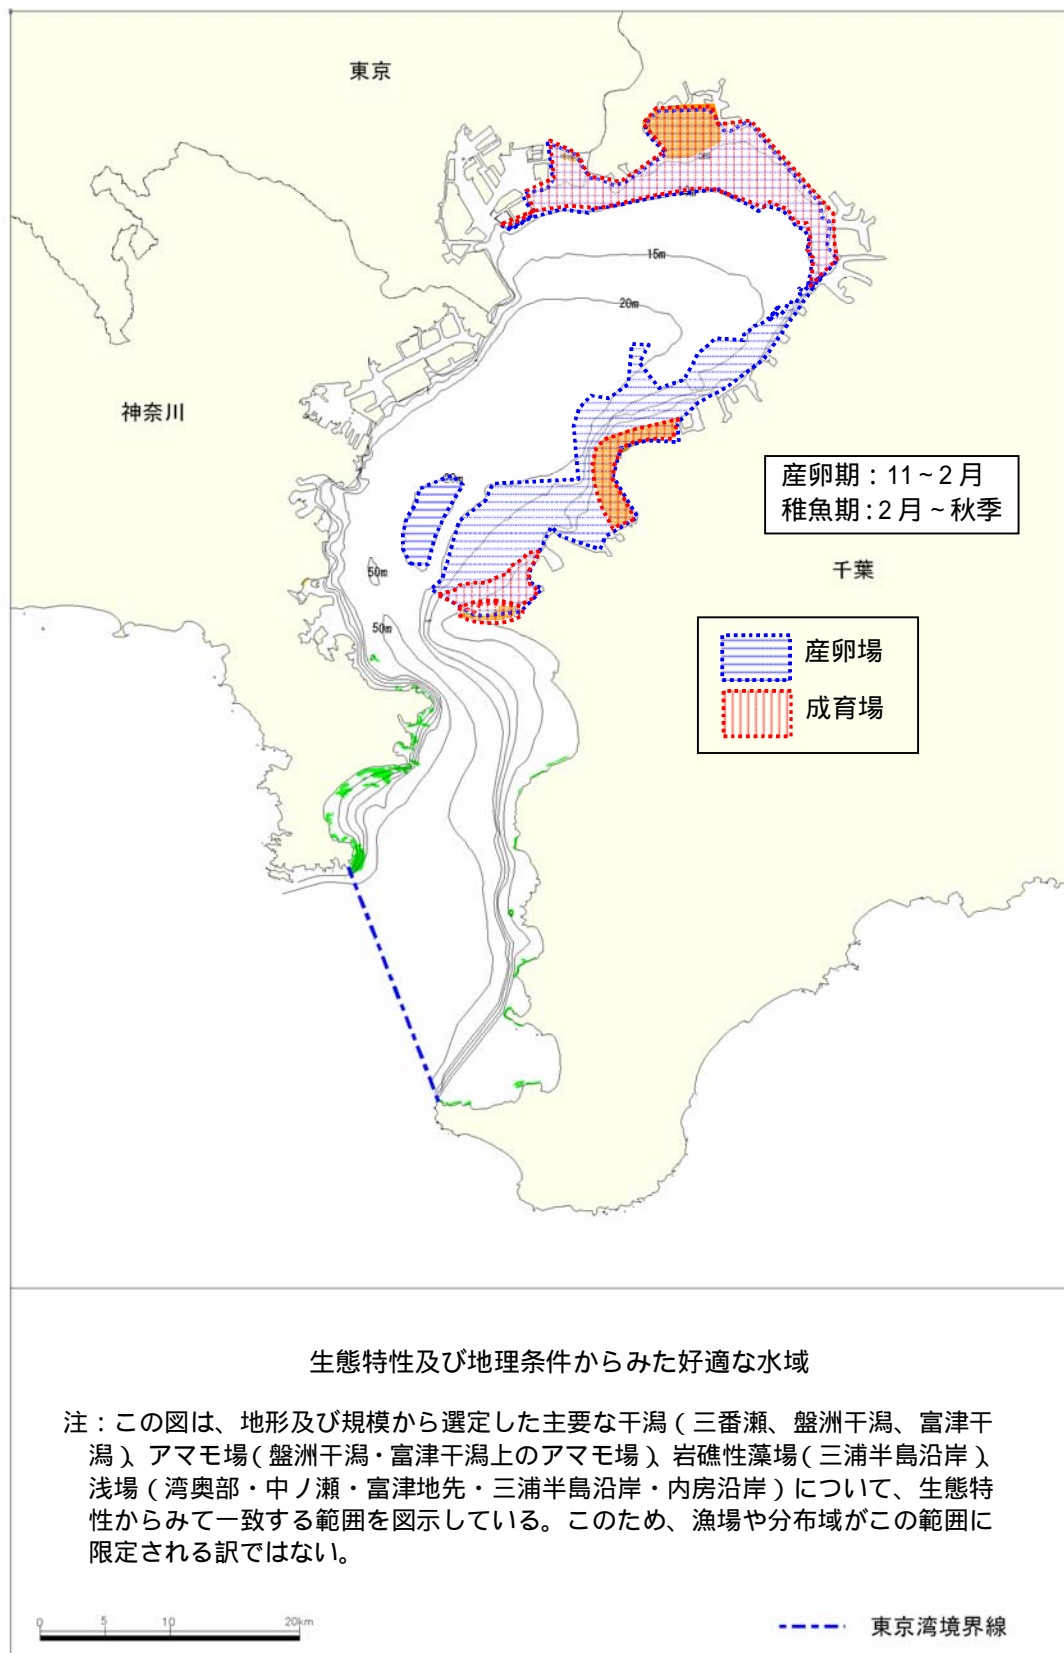 東京
15m
20m
神奈川
産卵期：11～2月
稚魚期：2月～秋季
千葉
50m
50m
産卵場
成育場
生態特性及び地理条件からみた好適な水域
注：この図は、地形及び規模から選定した主要な干潟（三番瀬、盤洲干潟、富津干
潟）、アマモ場（盤洲干潟・富津干潟上のアマモ場）、岩礁性藻場（三浦半島沿岸）、
浅場（湾奥部・中ノ瀬・富津地先・三浦半島沿岸・内房沿岸）について、生態特
性からみて一致する範囲を図示している。このため、漁場や分布域がこの範囲に
限定される訳ではない。
0 5 10 20km
東京湾境界線